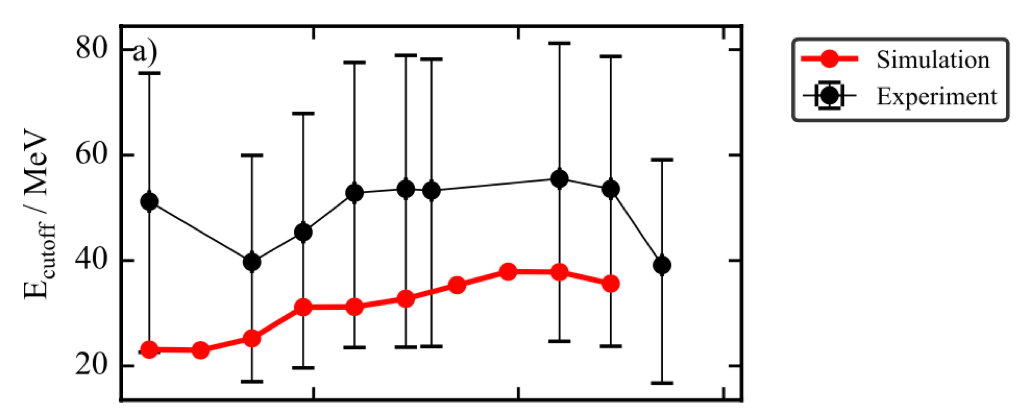 a)
80
60
40
20
E_cutoff / MeV
Simulation
Experiment